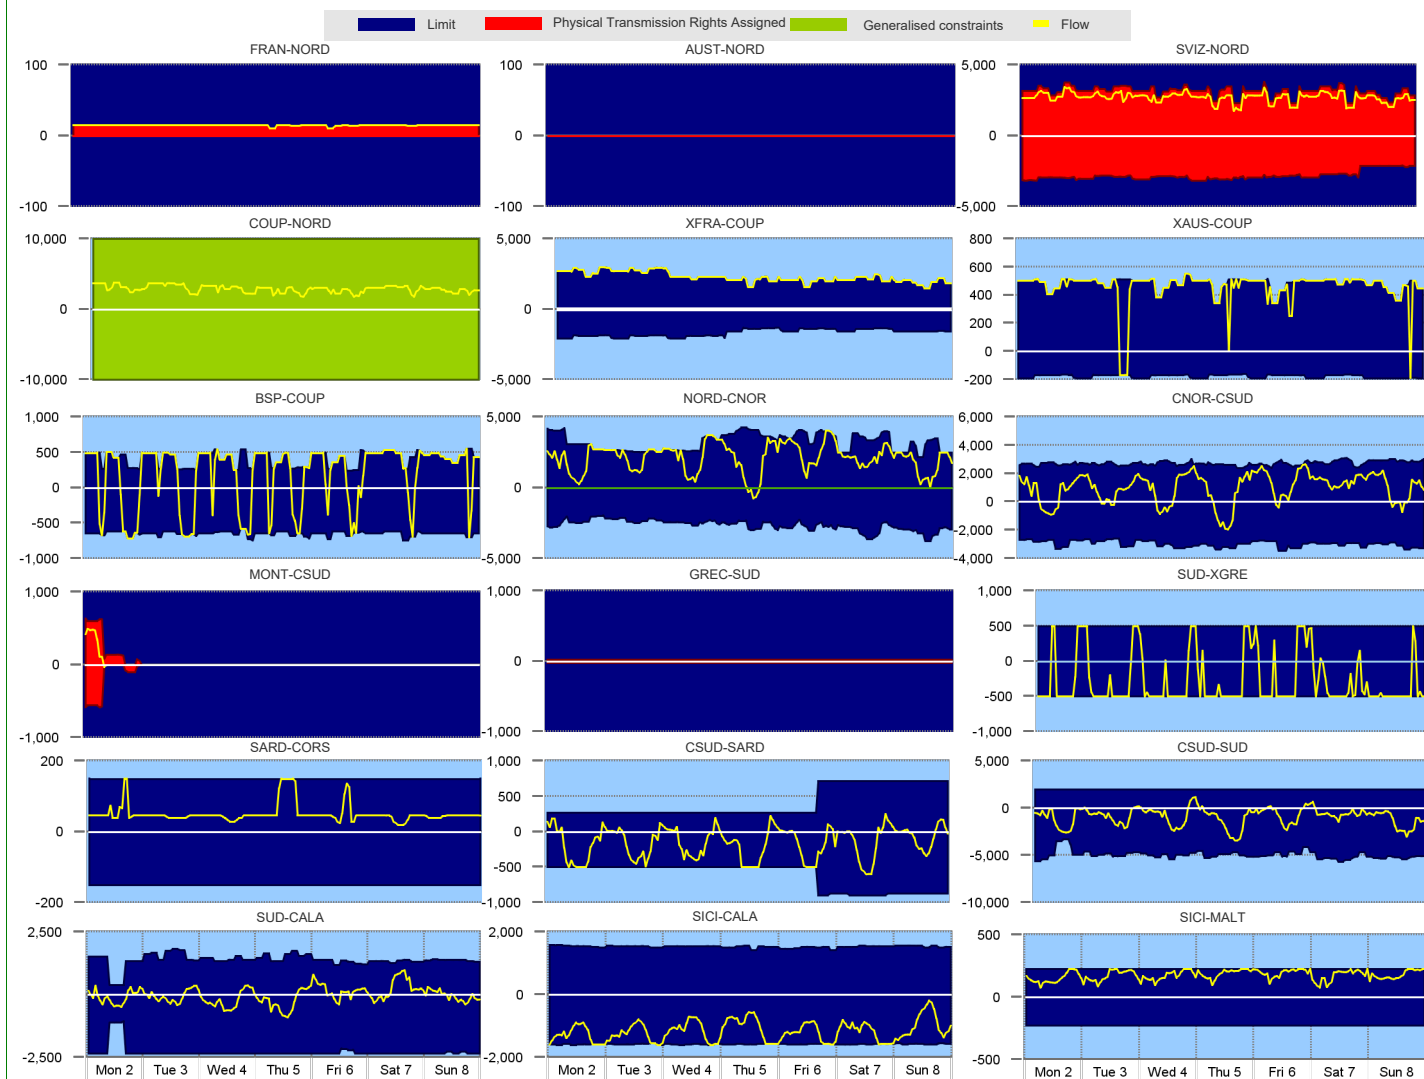 Limit Physical Transmission Rights Assigned Generalised constraints Flow
FRAN-NORD AUST-NORD SVIZ-NORD
100 100 5,000
0 0 0
-100 -100 -5,000
COUP-NORD XFRA-COUP XAUS-COUP
10,000 5,000 800
600
400
0 0 200
0
-10,000 -5,000 -200
BSP-COUP NORD-CNOR CNOR-CSUD
1,000 5,000 6,000
500 4,000
2,000
0 0 0
-500 -2,000
-1,000 -5,000 -4,000
MONT-CSUD GREC-SUD SUD-XGRE
1,000 1,000 1,000
500
0 0 0
-500
-1,000 -1,000 -1,000
SARD-CORS CSUD-SARD CSUD-SUD
200 1,000 5,000
500
0 0 0
-500 -5,000
-200 -1,000 -10,000
SUD-CALA SICI-CALA SICI-MALT
2,500 2,000 500
0 0 0
-2,500 -2,000 -500
Mon 2 Tue 3 Wed 4 Thu 5 Fri 6 Sat 7 Sun 8 Mon 2 Tue 3 Wed 4 Thu 5 Fri 6 Sat 7 Sun 8 Mon 2 Tue 3 Wed 4 Thu 5 Fri 6 Sat 7 Sun 8